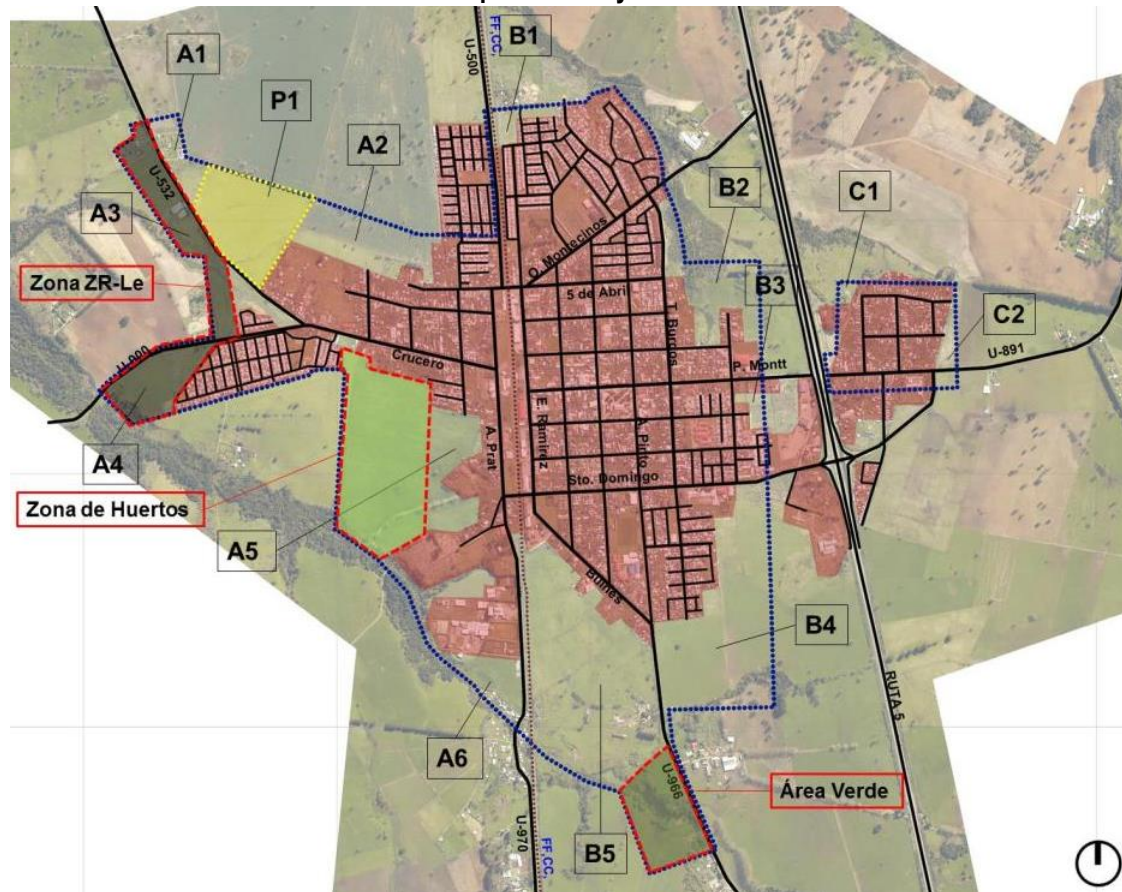 FF,CC,
U-500
B1
A1
P1
A2
B2
C1
U-532
A3
O. Montecinos
Zona ZR-Le
5 de Abril
B3
T. Burgos
C2
U-891
Crucero
P. Montt
A4
A. Prat
E. Ramirez
A. Pinto
Sto. Domingo
Zona de Huertos
A5
Bulnes
B4
RUTA 5
A6
U-966
Área Verde
U-970
FF,CC,
B5